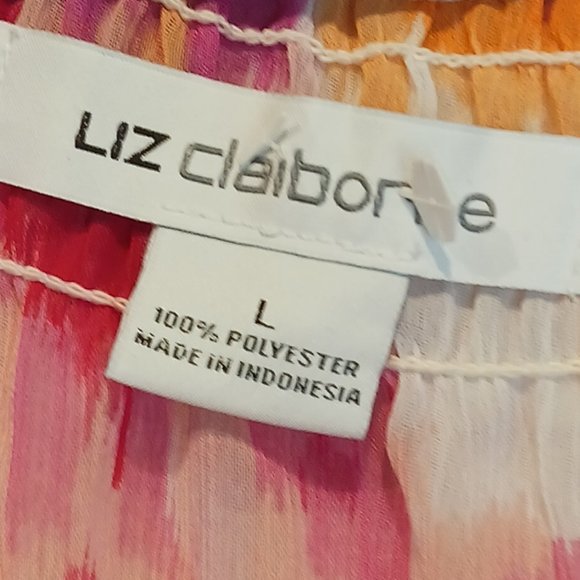 LIZ claiborne
L
100% POLYESTER
MADE IN INDONESIA